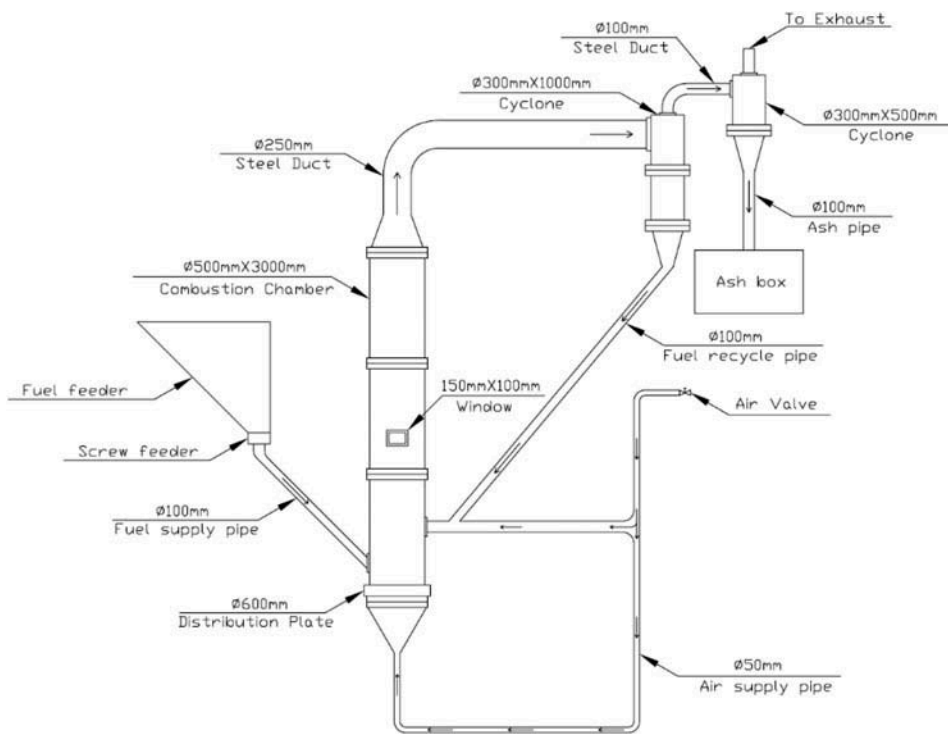 To Exhaust
Ø100mm
Steel Duct
Ø300mmX1000mm
Cyclone
Ø300mmX500mm
Cyclone
Ø250mm
Steel Duct
Ø100mm
Ash pipe
Ø500mmX3000mm
Combustion Chamber
Ash box
Ø100mm
Fuel recycle pipe
Fuel feeder
150mmX100mm
Window
Air Valve
Screw feeder
Ø100mm
Fuel supply pipe
Ø600mm
Distribution Plate
Ø50mm
Air supply pipe